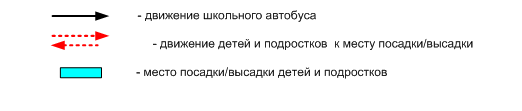 - движение школьного автобуса
- движение детей и подростков к месту посадки/высадки
- место посадки/высадки детей и подростков